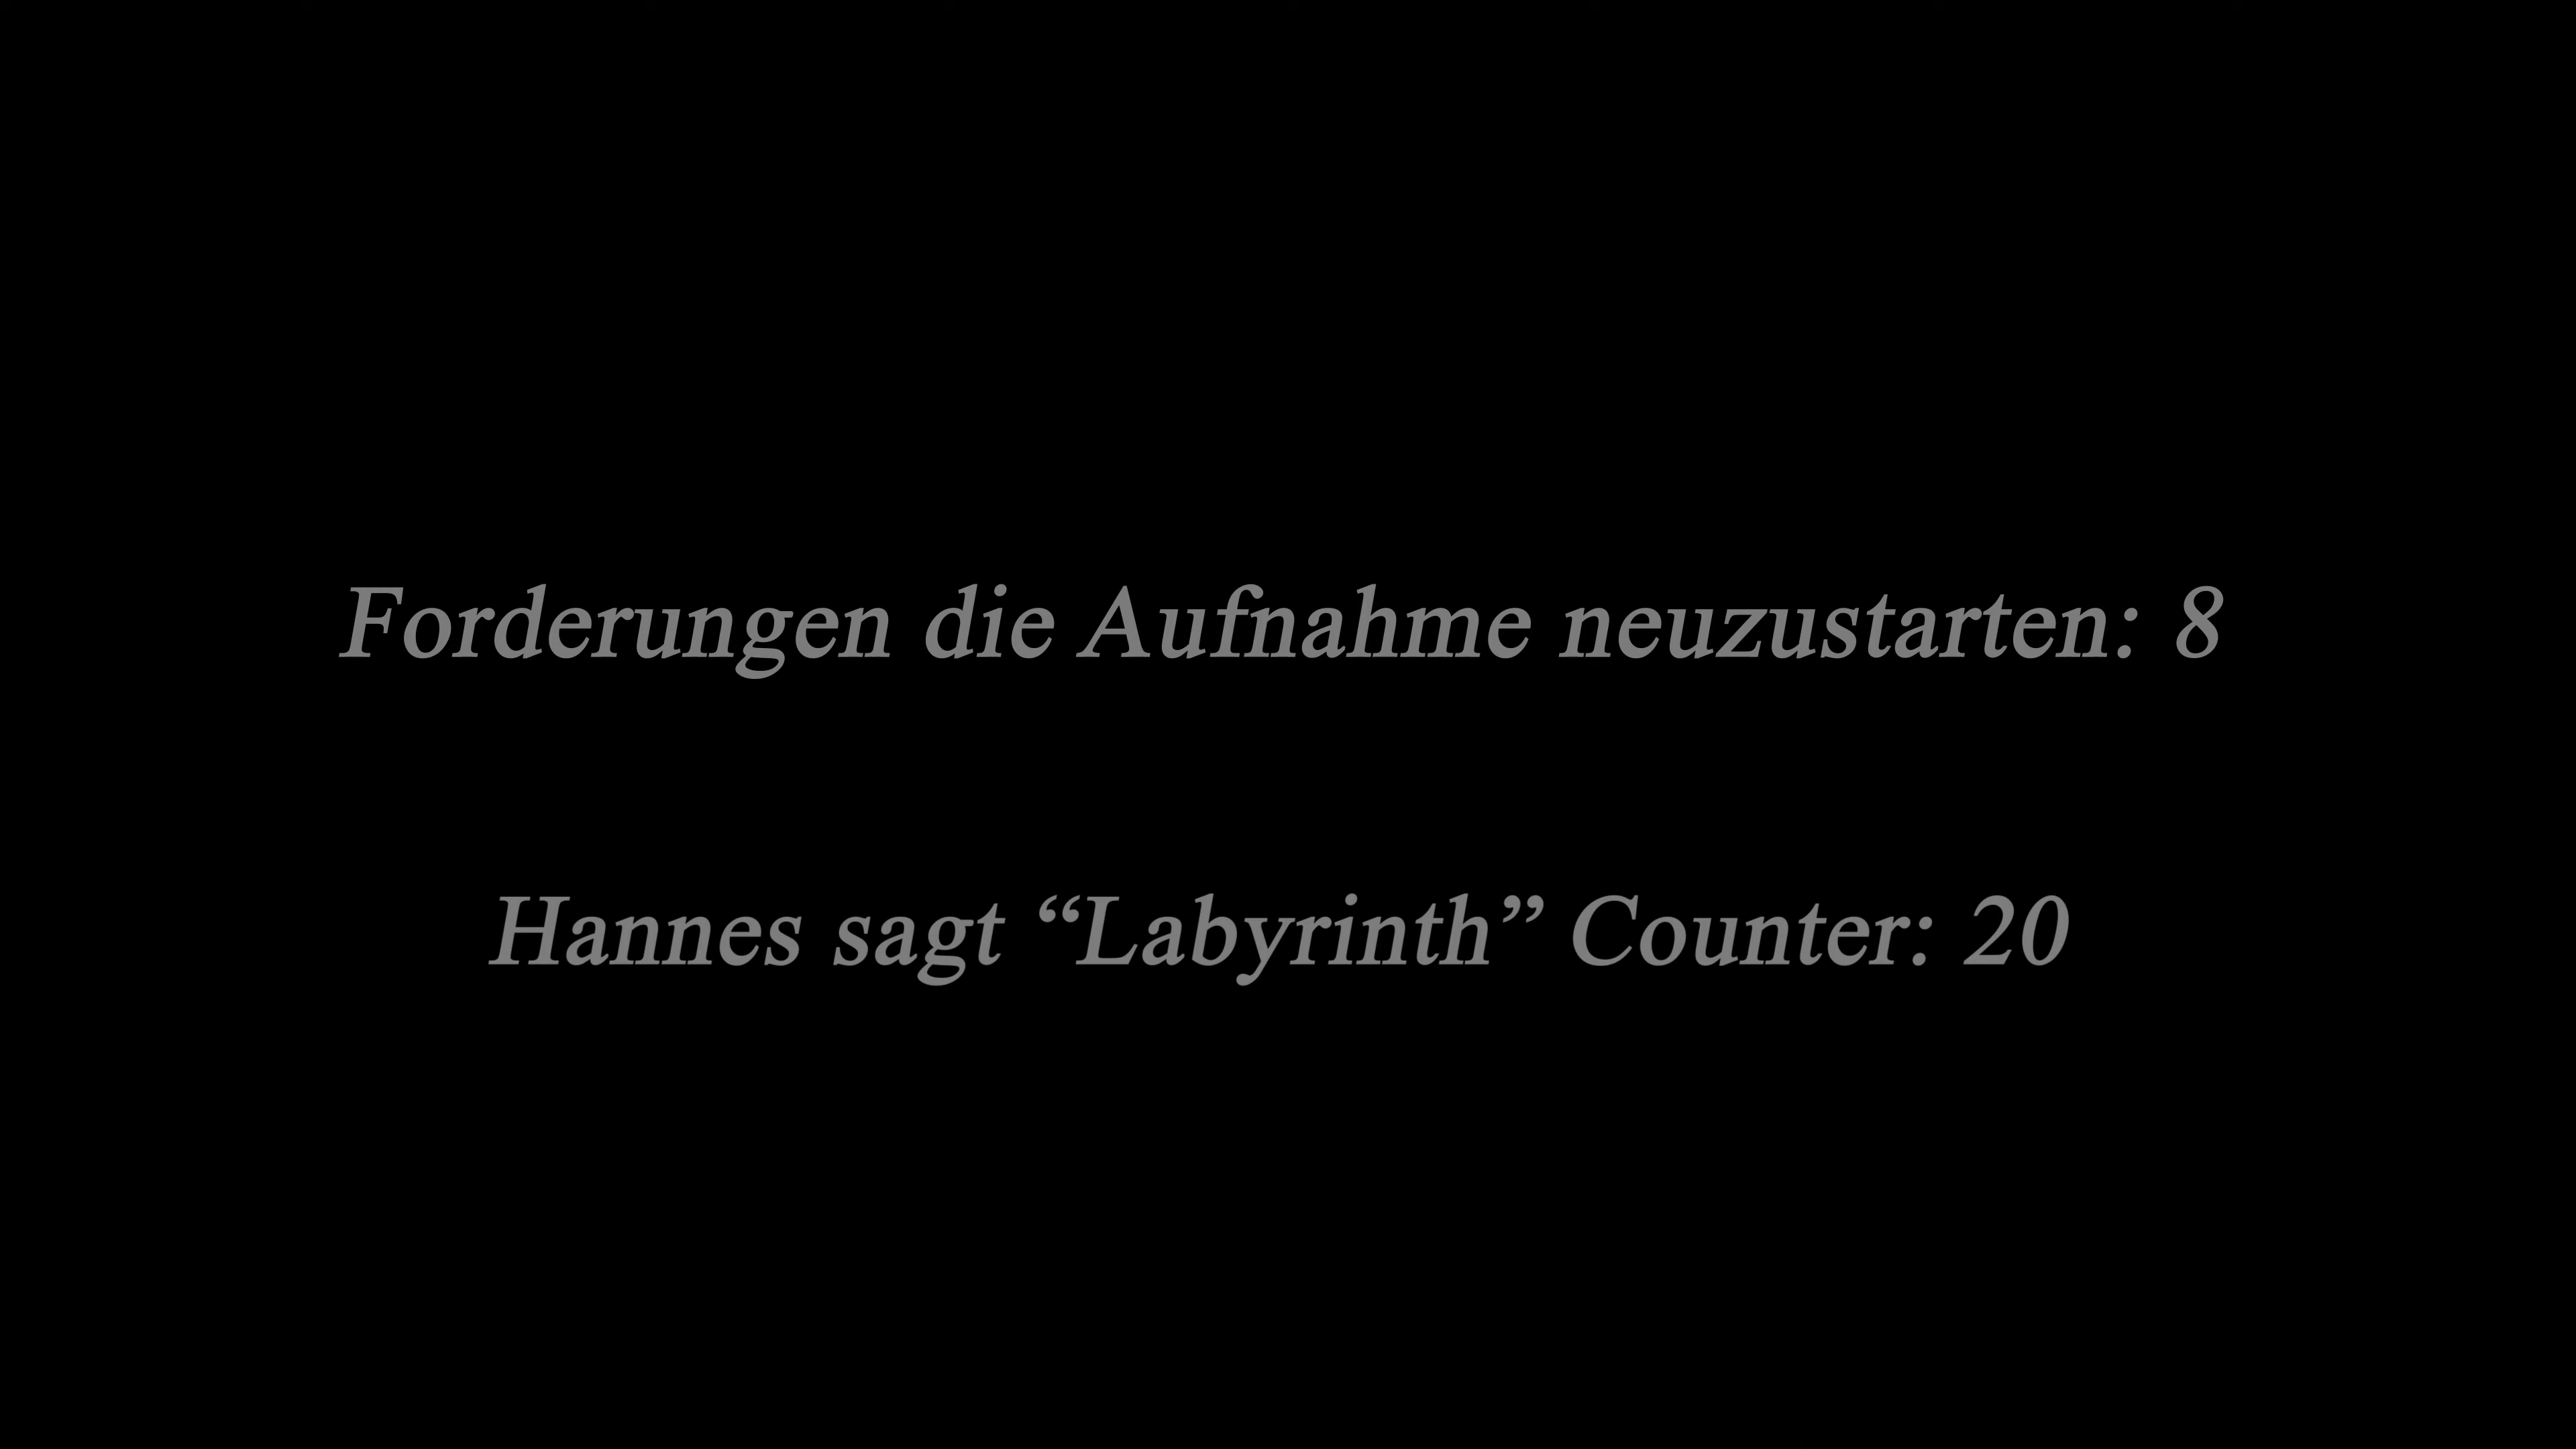 Forderungen die Aufnahme neuzustarten: 8
Hannes sagt “Labyrinth” Counter: 20